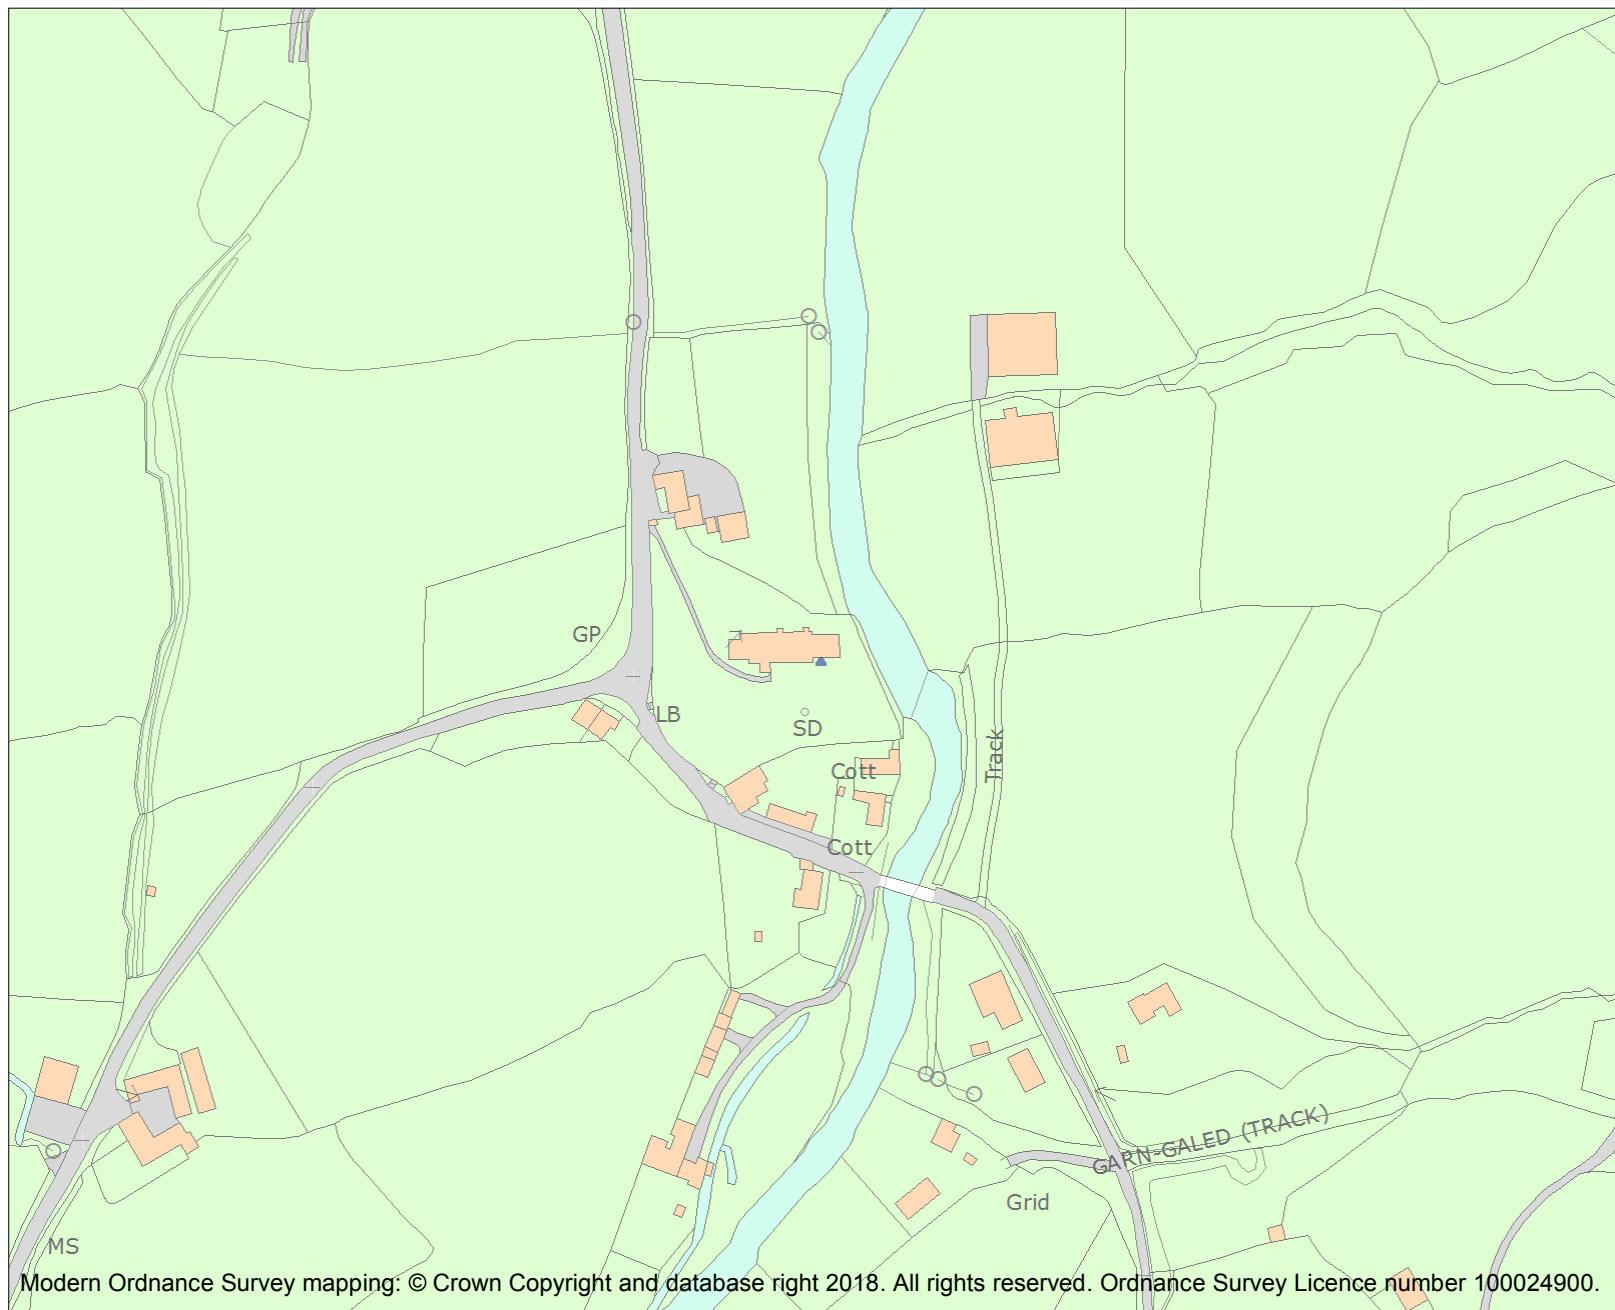 GP
LB
SD
Track
Cott
Cott
GARN-GALED (TRACK)
Grid
MS
Modern Ordnance Survey mapping: © Crown Copyright and database right 2018. All rights reserved. Ordnance Survey Licence number 100024900.